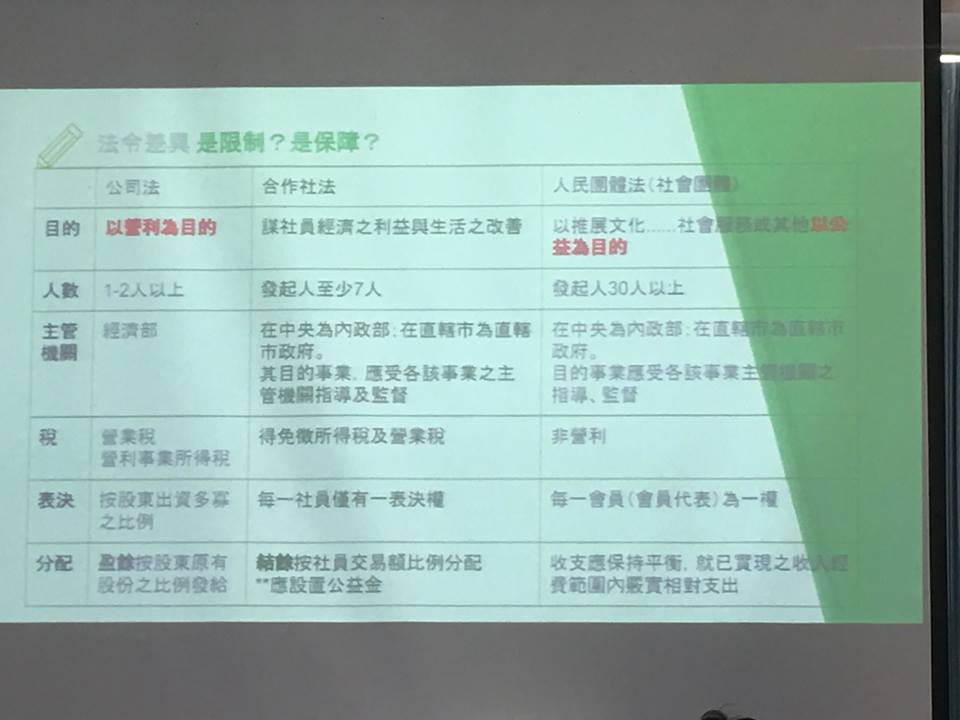 法令差異 是限制？是保障？
公司法
合作社法
人民團體法(社會團體)
目的
以營利為目的
謀社員經濟之利益與生活之改善
以推展文化......社會服務或其他以公
益為目的
人數
1-2人以上
發起人至少7人
發起人30人以上
主管
機關
經濟部
在中央為內政部；在直轄市為直轄
市政府。
其目的事業，應受各該事業之主
管機關指導及監督
在中央為內政部；在直轄市為直轄市
政府。
目的事業應受各該事業主管機關之
指導、監督
稅
營業稅
營利事業所得稅
得免徵所得稅及營業稅
非營利
表決
按股東出資多寡
之比例
每一社員僅有一表決權
每一會員(會員代表)為一權
分配
盈餘按股東原有
股份之比例發給
結餘按社員交易額比例分配
**應設置公益金
收支應保持平衡，就已實現之收入經
費範圍內覈實相對支出